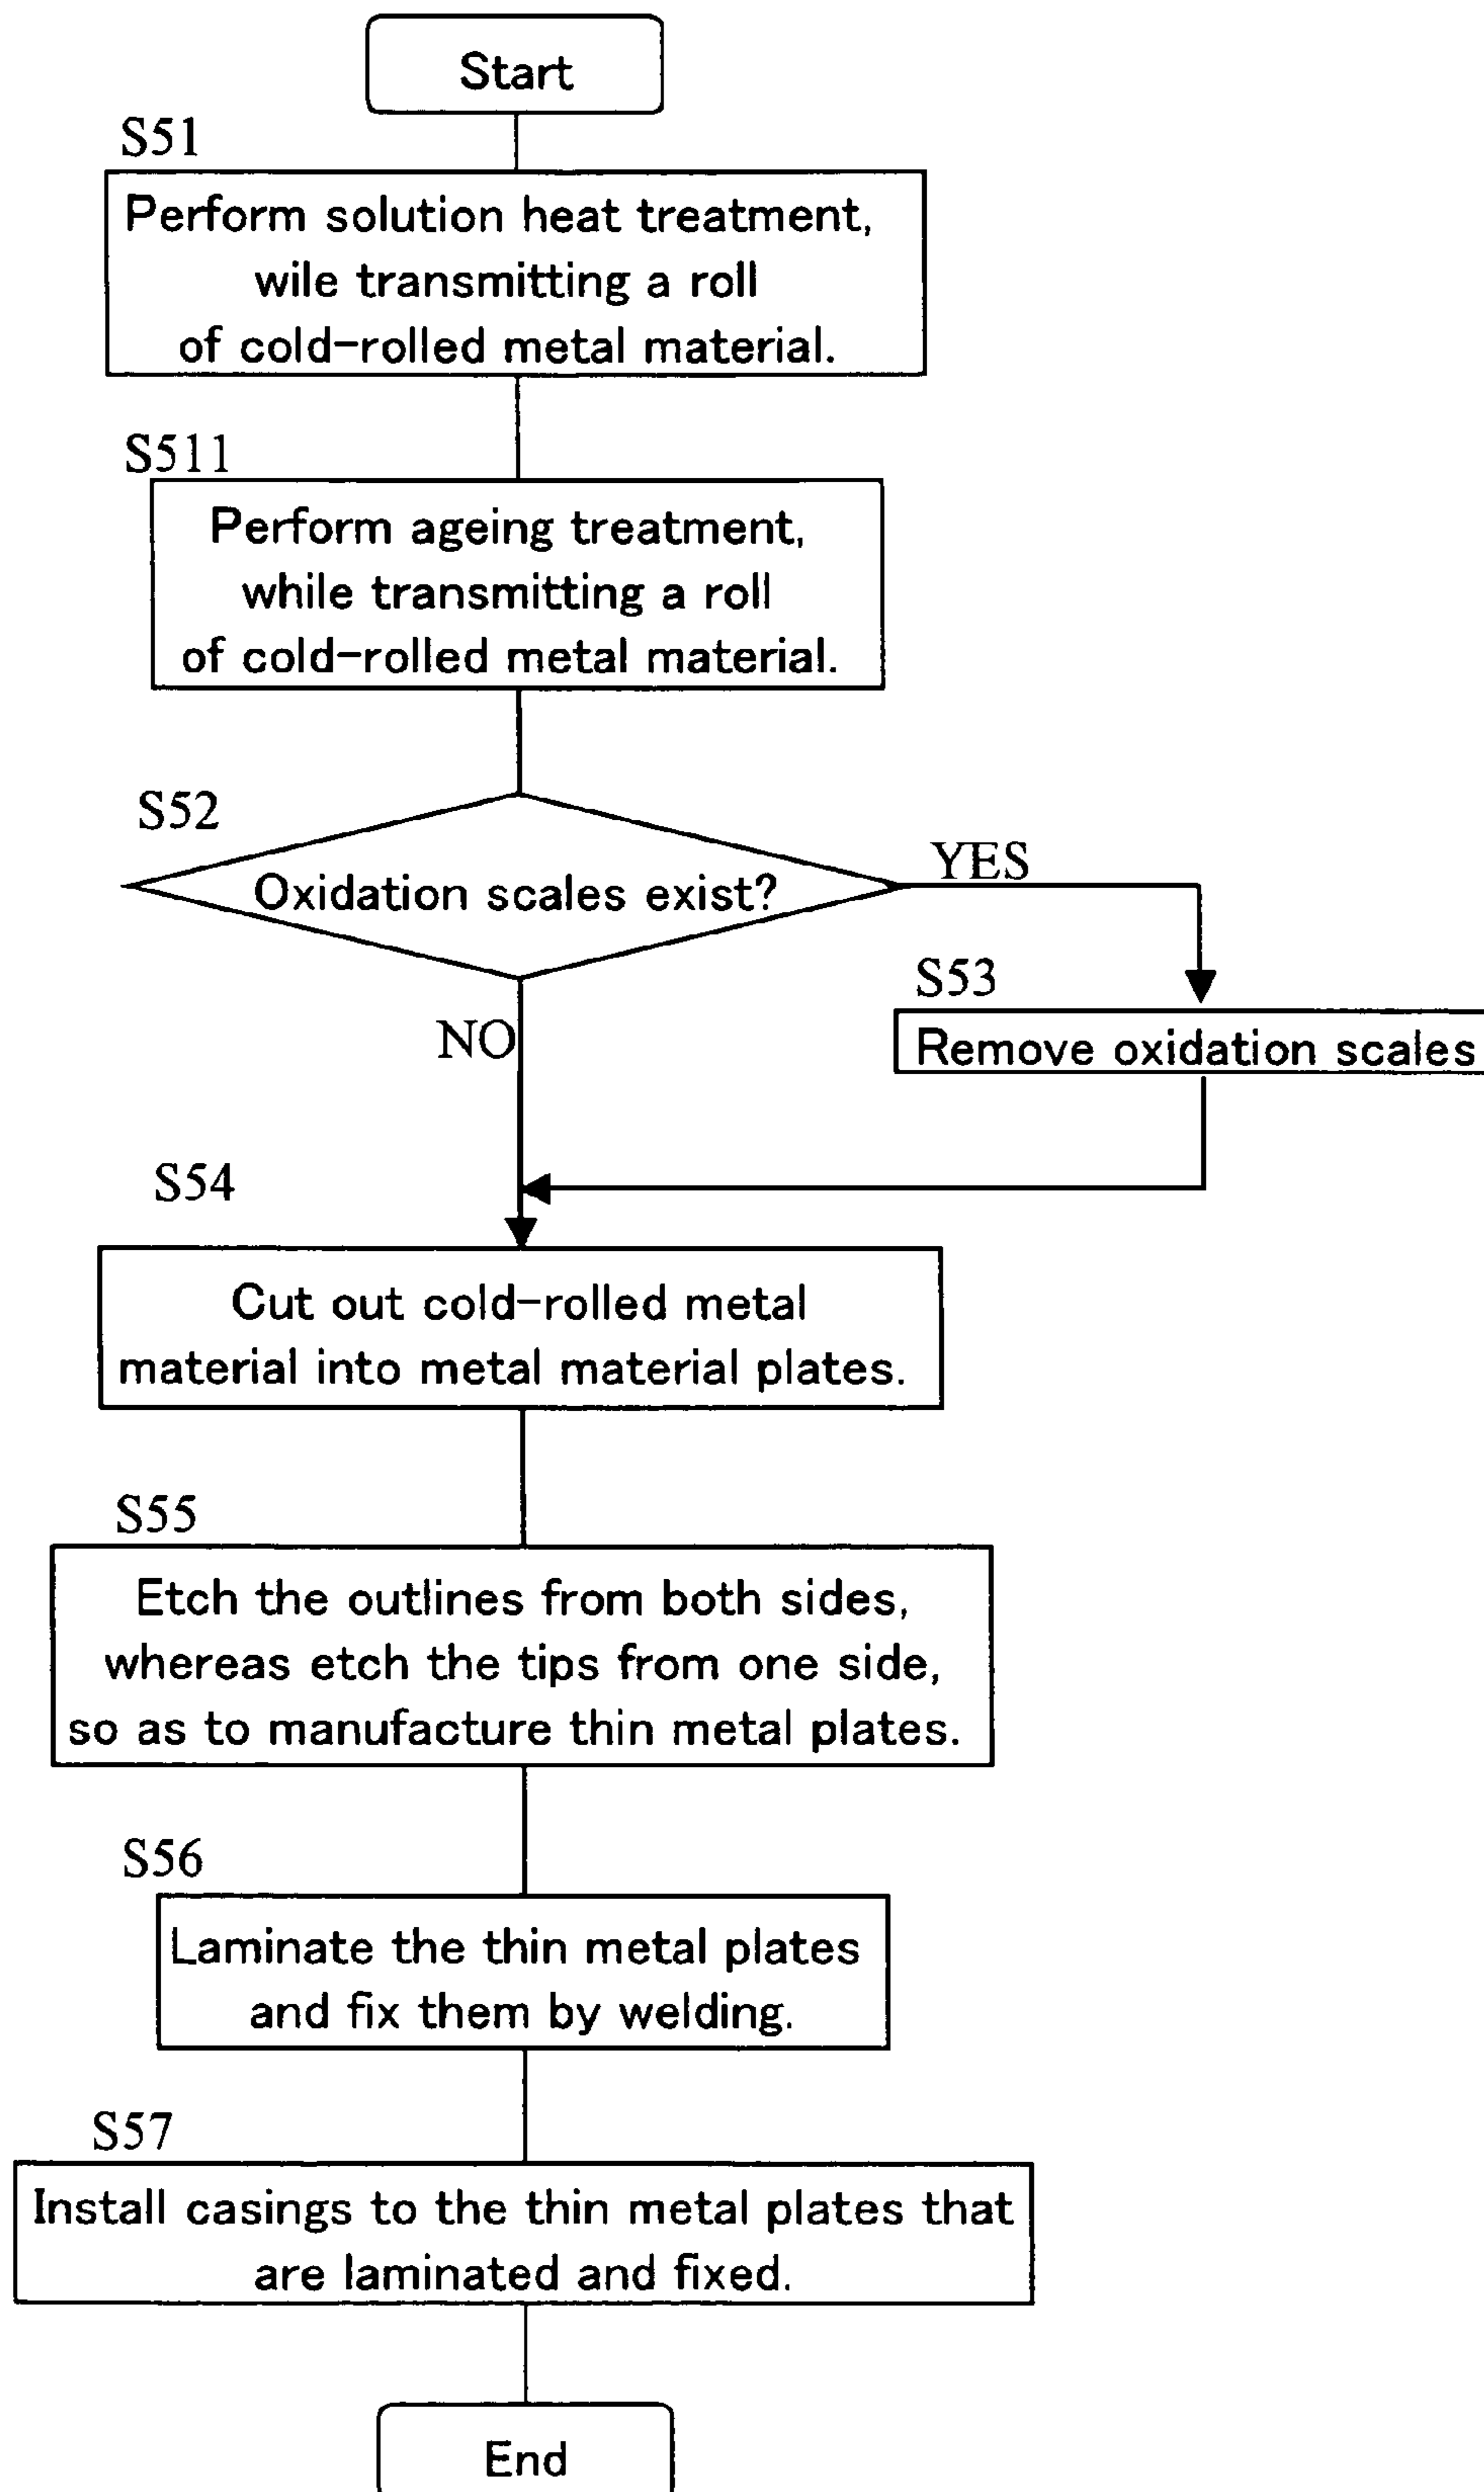 Start
S51
Perform solution heat treatment,
wile transmitting a roll
of cold-rolled metal material.
S511
Perform ageing treatment,
while transmitting a roll
of cold-rolled metal material.
S52
Oxidation scales exist?
YES
S53
Remove oxidation scales
NO
S54
Cut out cold-rolled metal
material into metal material plates.
S55
Etch the outlines from both sides,
whereas etch the tips from one side,
so as to manufacture thin metal plates.
S56
Laminate the thin metal plates
and fix them by welding.
S57
Install casings to the thin metal plates that
are laminated and fixed.
End